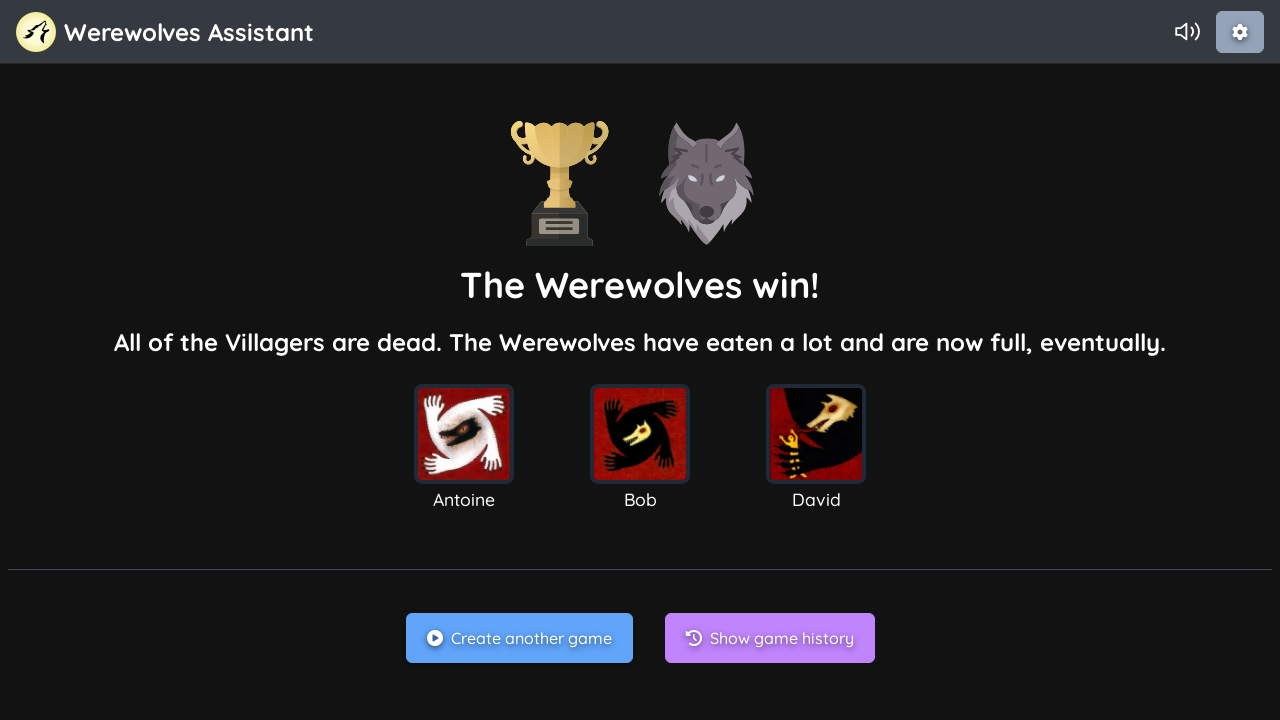 Werewolves Assistant
The Werewolves win!
All of the Villagers are dead. The Werewolves have eaten a lot and are now full, eventually.
Antoine
Bob
David
Create another game
Show game history